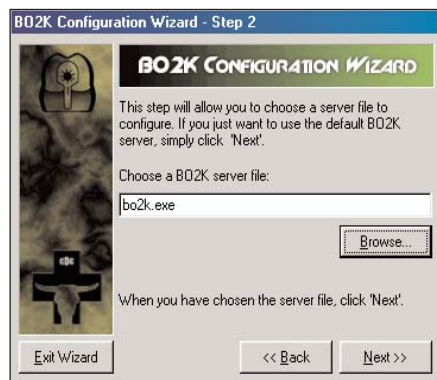 BO2K Configuration Wizard - Step 2
BO2K CONFIGURATION WIZARD
This step will allow you to choose a server file to
configure. If you just want to use the default BO2K
server, simply click 'Next'.
Choose a BO2K server file:
bo2k.exe
Browse...
cDc
When you have chosen the server file, click 'Next'.
Exit Wizard
<< Back
Next >>